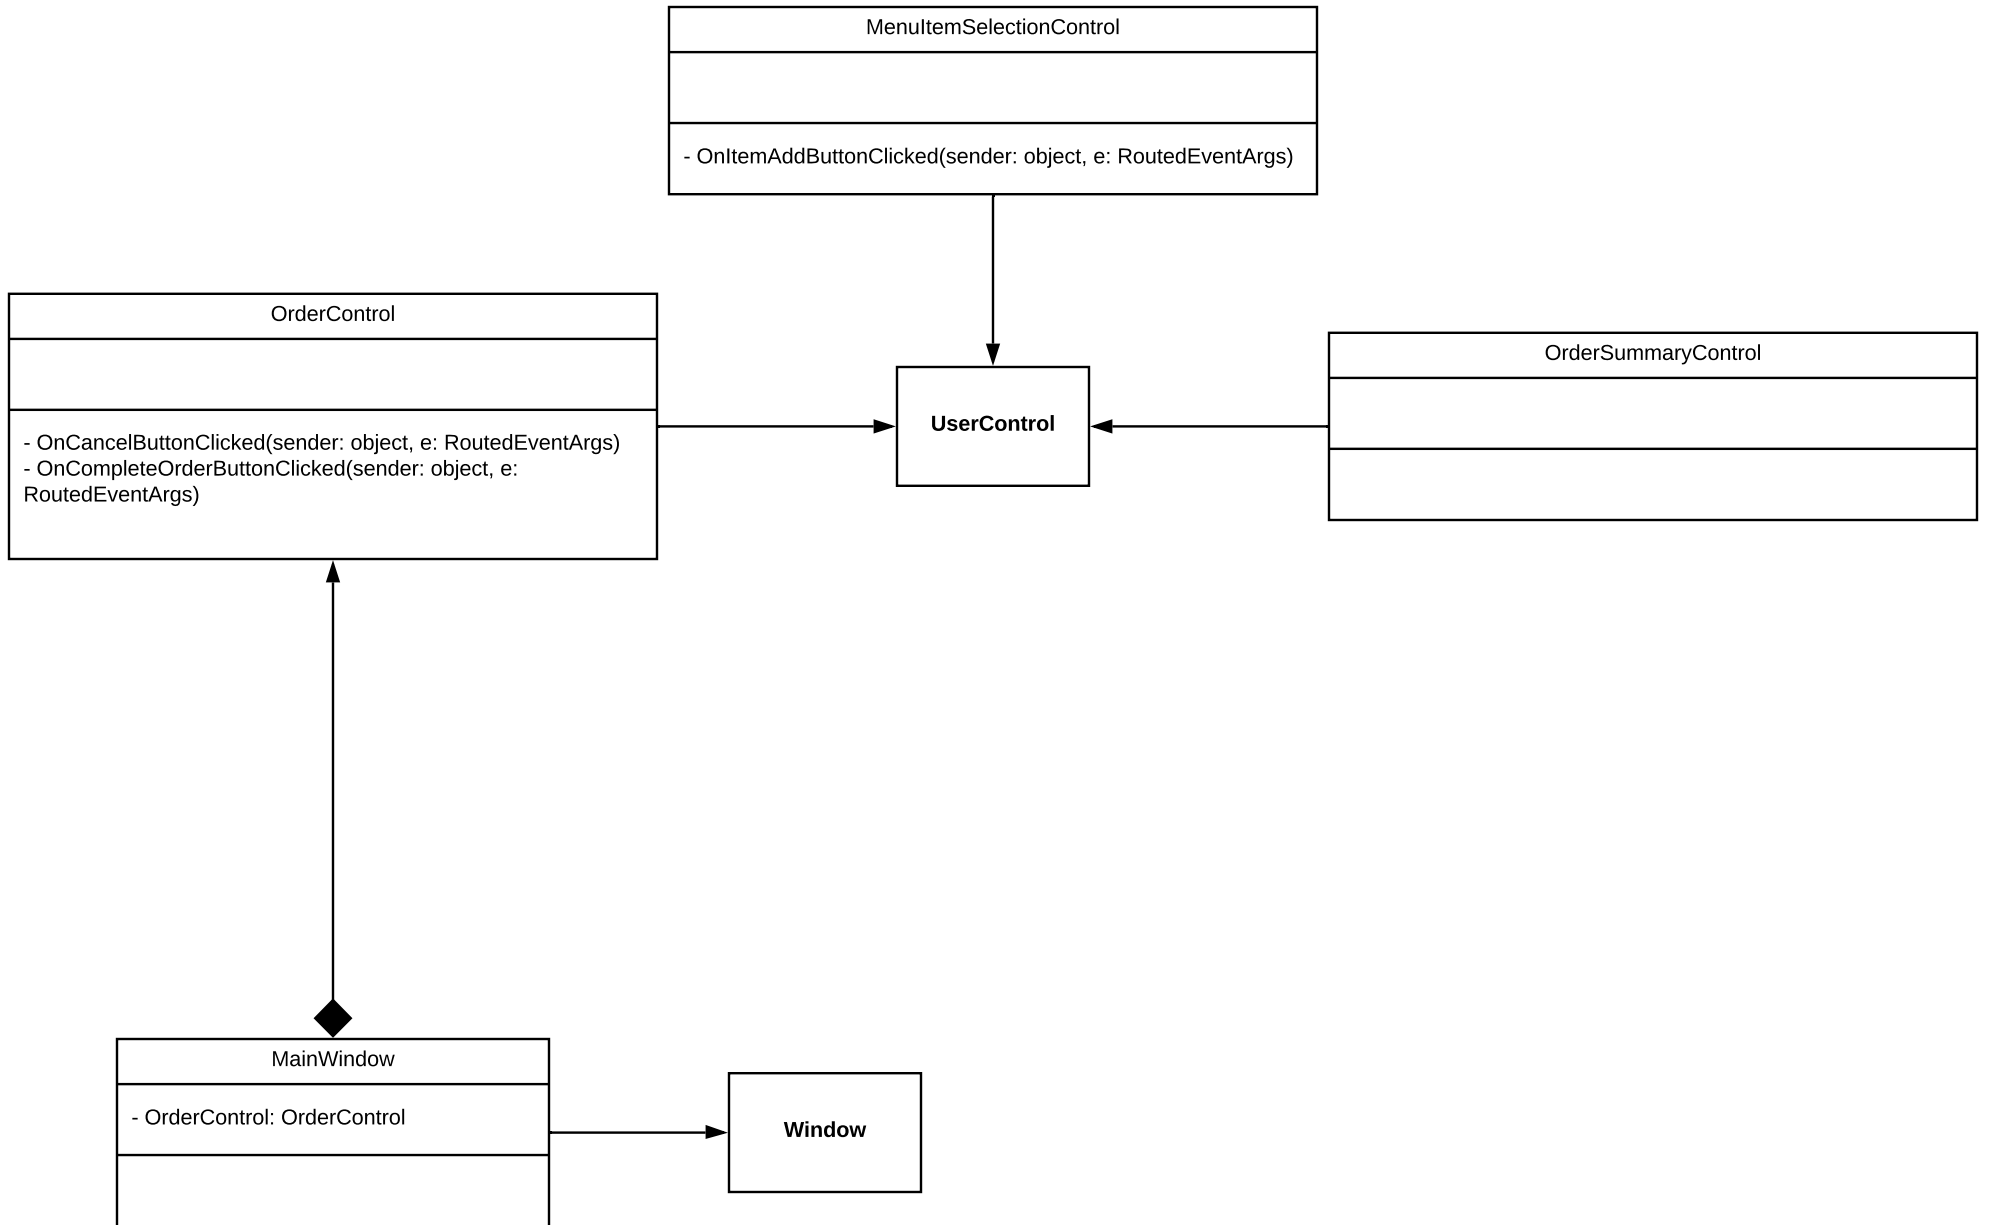 MenuItemSelectionControl
- OnItemAddButtonClicked(sender: object, e: RoutedEventArgs)
OrderControl
- OnCancelButtonClicked(sender: object, e: RoutedEventArgs)
- OnCompleteOrderButtonClicked(sender: object, e:
RoutedEventArgs)
UserControl
OrderSummaryControl
MainWindow
- OrderControl: OrderControl
Window